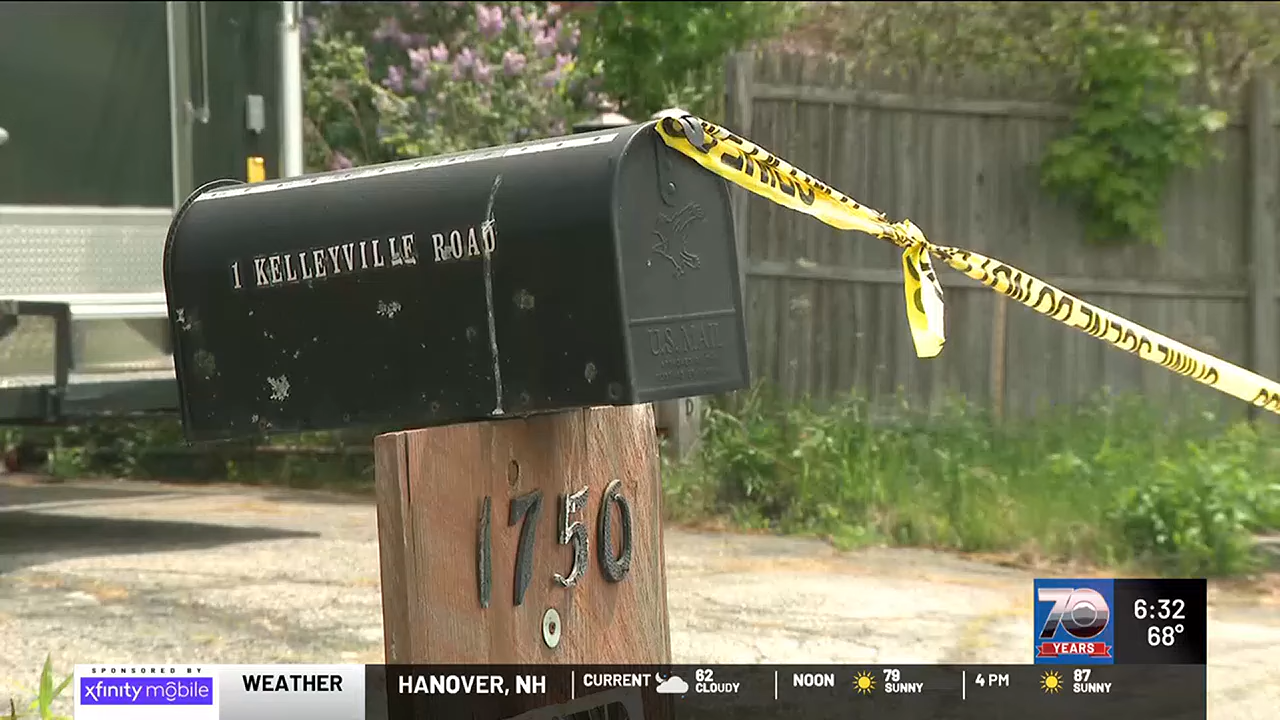 1 KELLEYVILLE ROAD
U.S. MAIL
1750
70
YEARS
6:32
68°
SPONSORED BY
xfinity mobile
WEATHER
HANOVER, NH
CURRENT
62
CLOUDY
NOON
79
SUNNY
4 PM
87
SUNNY